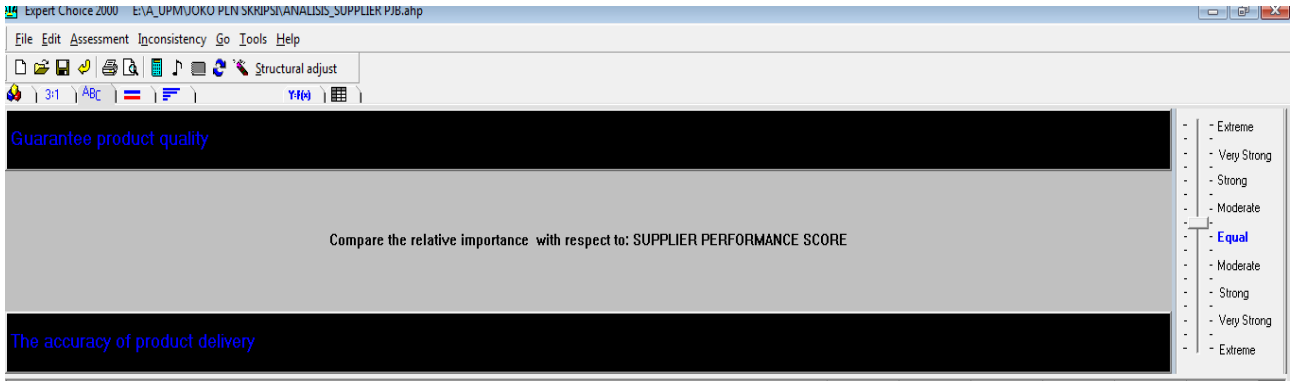 Expert Choice 2000 E:\A_UPM\JOKO PLN SKRIPSI\ANALISIS_SUPPLIER PJB.ahp
File Edit Assessment Inconsistency Go Tools Help
Structural adjust
3:1 ABC Y:F(x)
Guarantee product quality
Compare the relative importance with respect to: SUPPLIER PERFORMANCE SCORE
The accuracy of product delivery
Extreme
Very Strong
Strong
Moderate
Equal
Moderate
Strong
Very Strong
Extreme